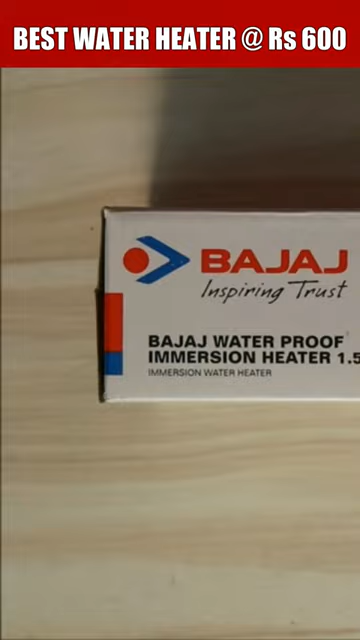 BEST WATER HEATER @ Rs 600
BAJAJ
Inspiring Trust
BAJAJ WATER PROOF
IMMERSION HEATER 1.5
IMMERSION WATER HEATER